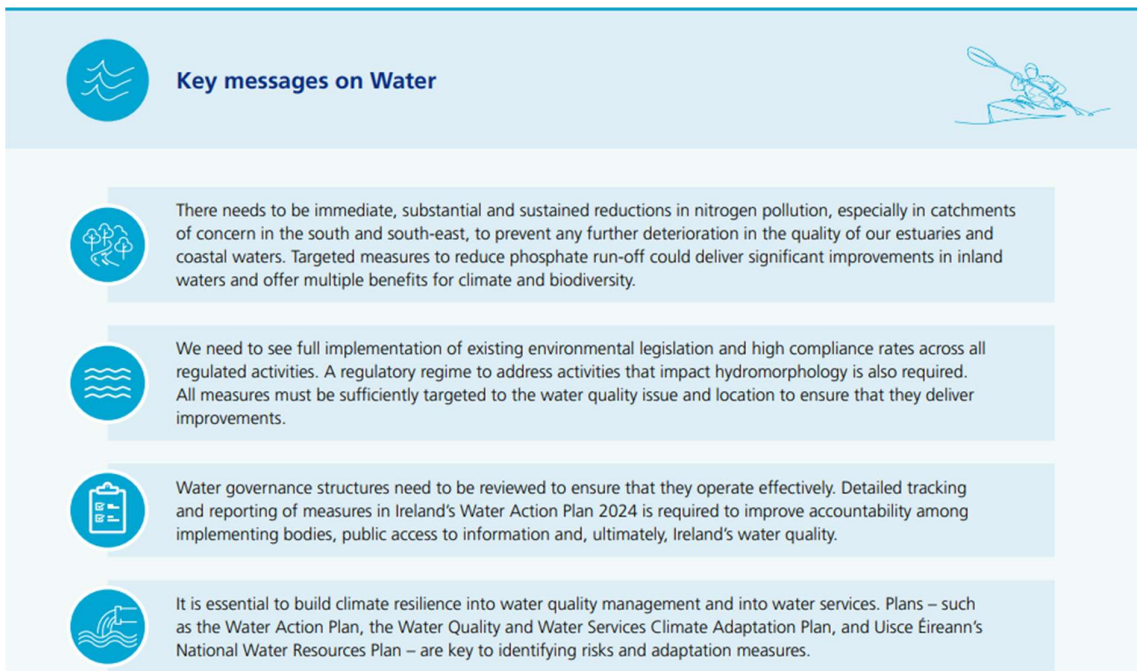 Key messages on Water
There needs to be immediate, substantial and sustained reductions in nitrogen pollution, especially in catchments
of concern in the south and south-east, to prevent any further deterioration in the quality of our estuaries and
coastal waters. Targeted measures to reduce phosphate run-off could deliver significant improvements in inland
waters and offer multiple benefits for climate and biodiversity.
We need to see full implementation of existing environmental legislation and high compliance rates across all
regulated activities. A regulatory regime to address activities that impact hydromorphology is also required.
All measures must be sufficiently targeted to the water quality issue and location to ensure that they deliver
improvements.
Water governance structures need to be reviewed to ensure that they operate effectively. Detailed tracking
and reporting of measures in Ireland's Water Action Plan 2024 is required to improve accountability among
implementing bodies, public access to information and, ultimately, Ireland's water quality.
It is essential to build climate resilience into water quality management and into water services. Plans – such
as the Water Action Plan, the Water Quality and Water Services Climate Adaptation Plan, and Uisce Éireann's
National Water Resources Plan – are key to identifying risks and adaptation measures.